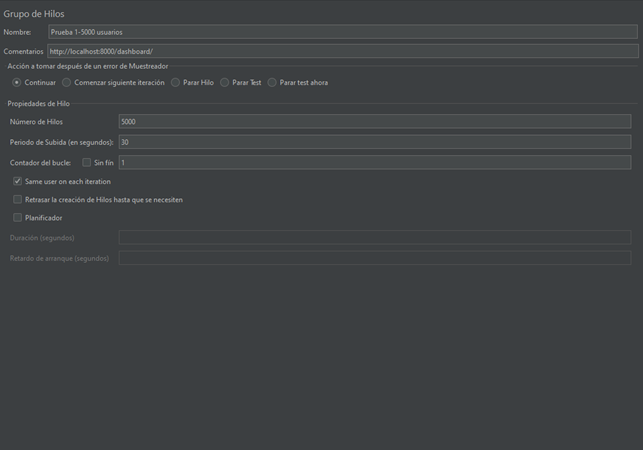 Grupo de Hilos
Nombre: Prueba 1-5000 usuarios
Comentarios http://localhost:8000/dashboard/
Acción a tomar después de un error de Muestreador
Continuar Comenzar siguiente iteración Parar Hilo Parar Test Parar test ahora
Propiedades de Hilo
Número de Hilos 5000
Periodo de Subida (en segundos): 30
Contador del bucle: Sin fín 1
Same user on each iteration
Retrasar la creación de Hilos hasta que se necesiten
Planificador
Duración (segundos)
Retardo de arranque (segundos)